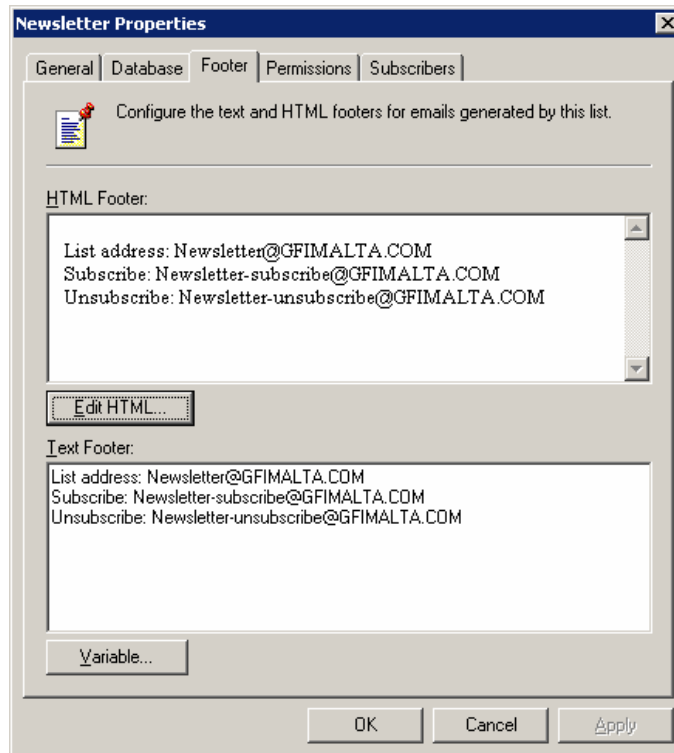 Newsletter Properties
General Database Footer Permissions Subscribers
Configure the text and HTML footers for emails generated by this list.
HTML Footer:
List address: Newsletter@GFIMALTA.COM
Subscribe: Newsletter-subscribe@GFIMALTA.COM
Unsubscribe: Newsletter-unsubscribe@GFIMALTA.COM
Edit HTML...
Text Footer:
List address: Newsletter@GFIMALTA.COM
Subscribe: Newsletter-subscribe@GFIMALTA.COM
Unsubscribe: Newsletter-unsubscribe@GFIMALTA.COM
Variable...
OK Cancel Apply